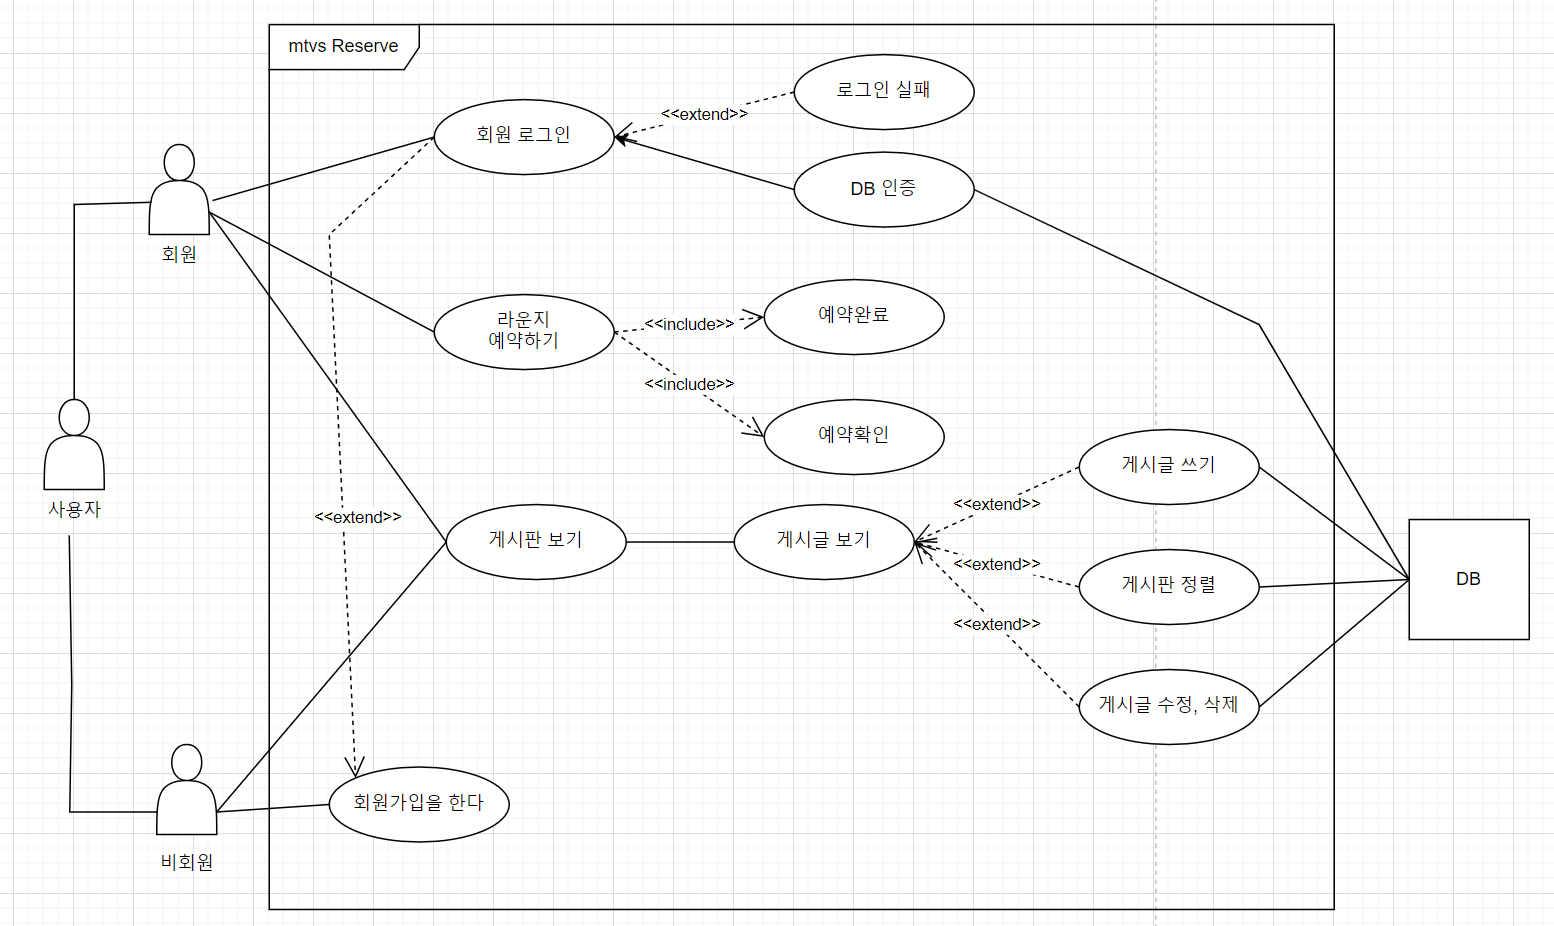 mtvs Reserve
로그인 실패
<<extend>>
회원 로그인
DB 인증
회원
라운지
예약하기
<<include>>
예약완료
<<include>>
예약확인
사용자
<<extend>>
게시판 보기
게시글 보기
<<extend>>
게시글 쓰기
<<extend>>
게시판 정렬
<<extend>>
게시글 수정, 삭제
DB
회원가입을 한다
비회원